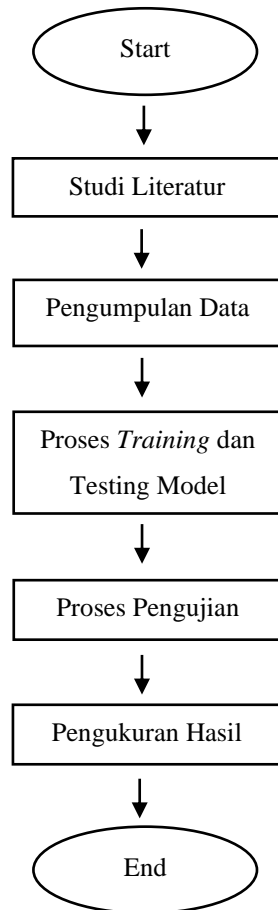 Start
Studi Literatur
Pengumpulan Data
Proses Training dan
Testing Model
Proses Pengujian
Pengukuran Hasil
End